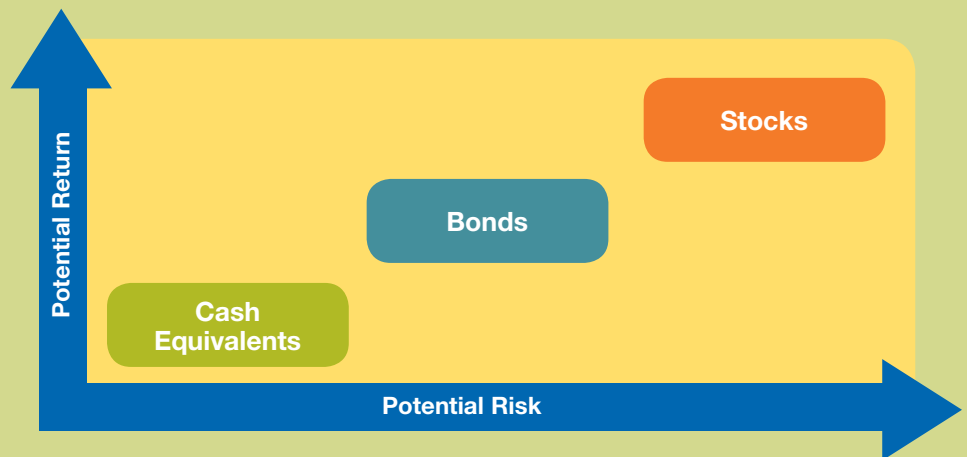 Potential Return
Stocks
Bonds
Cash
Equivalents
Potential Risk